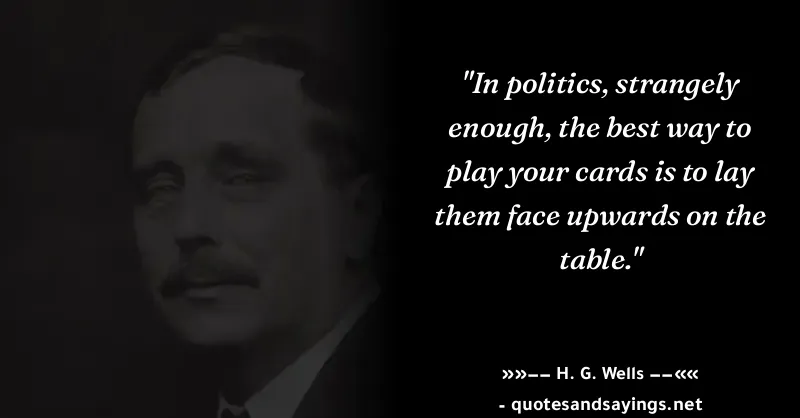 "In politics, strangely
enough, the best way to
play your cards is to lay
them face upwards on the
table."
»»−− H. G. Wells −−««
- quotesandsayings.net